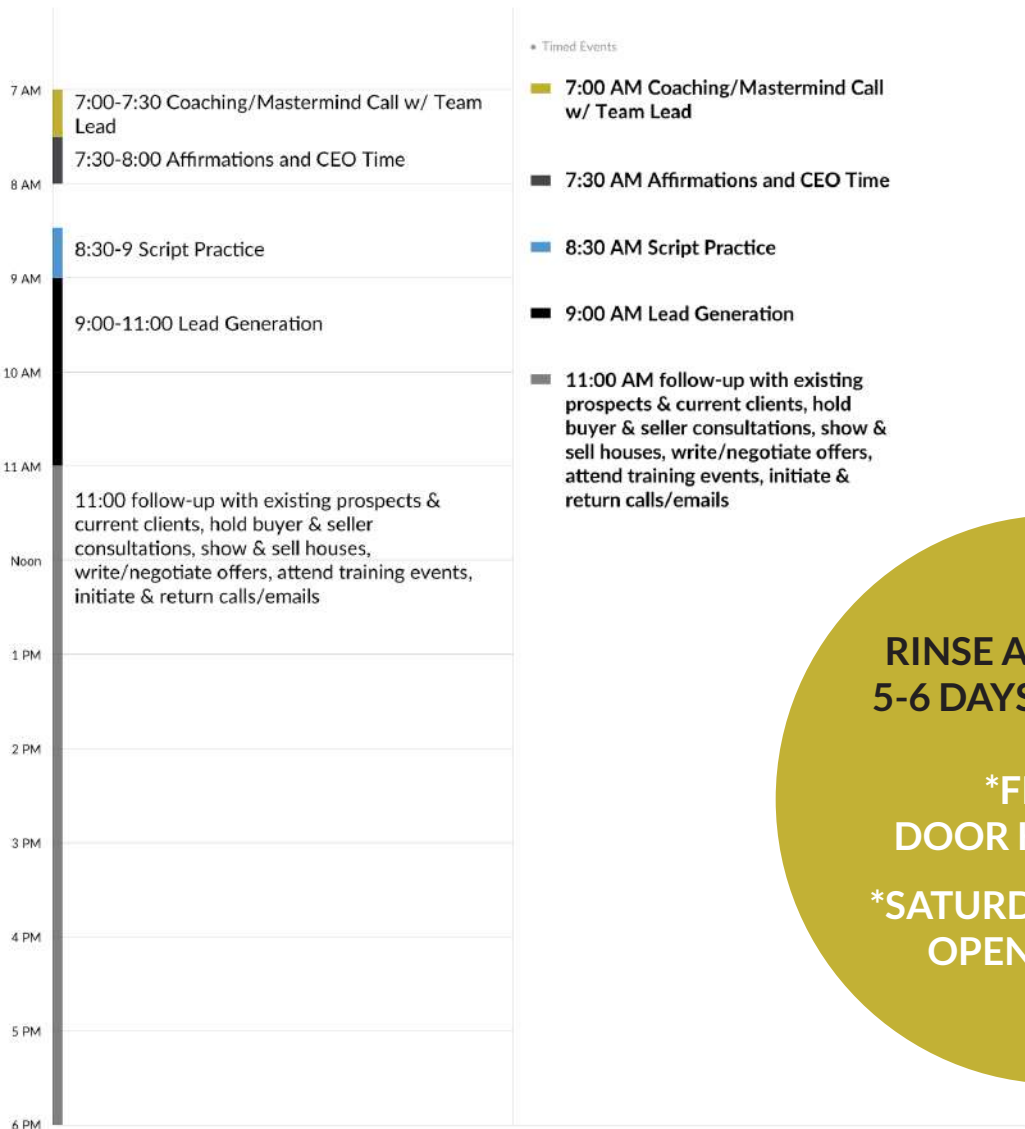 7 AM
7:00-7:30 Coaching/Mastermind Call w/ Team
Lead
7:30-8:00 Affirmations and CEO Time
8 AM
8:30-9 Script Practice
9 AM
9:00-11:00 Lead Generation
10 AM
11 AM
11:00 follow-up with existing prospects &
current clients, hold buyer & seller
consultations, show & sell houses,
Noon
write/negotiate offers, attend training events,
initiate & return calls/emails
1 PM
2 PM
3 PM
4 PM
5 PM
6 PM
• Timed Events
7:00 AM Coaching/Mastermind Call
w/ Team Lead
7:30 AM Affirmations and CEO Time
8:30 AM Script Practice
9:00 AM Lead Generation
11:00 AM follow-up with existing
prospects & current clients, hold
buyer & seller consultations, show &
sell houses, write/negotiate offers,
attend training events, initiate &
return calls/emails
RINSE
5-6 DAYS
DOOR